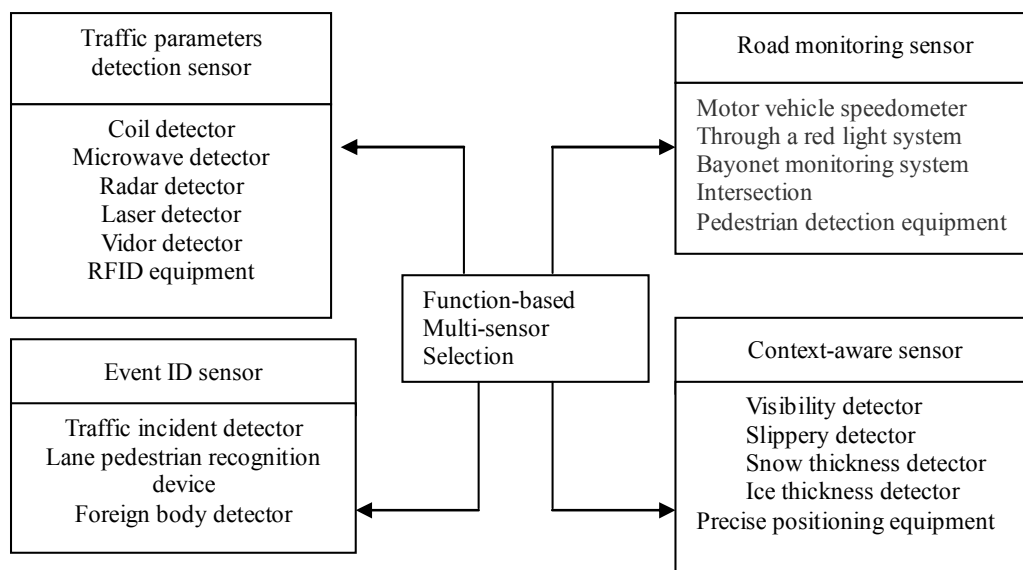 Traffic parameters
detection sensor
Coil detector
Microwave detector
Radar detector
Laser detector
Vidor detector
RFID equipment
Road monitoring sensor
Motor vehicle speedometer
Through a red light system
Bayonet monitoring system
Intersection
Pedestrian detection equipment
Function-based
Multi-sensor
Selection
Event ID sensor
Traffic incident detector
Lane pedestrian recognition
device
Foreign body detector
Context-aware sensor
Visibility detector
Slippery detector
Snow thickness detector
Ice thickness detector
Precise positioning equipment